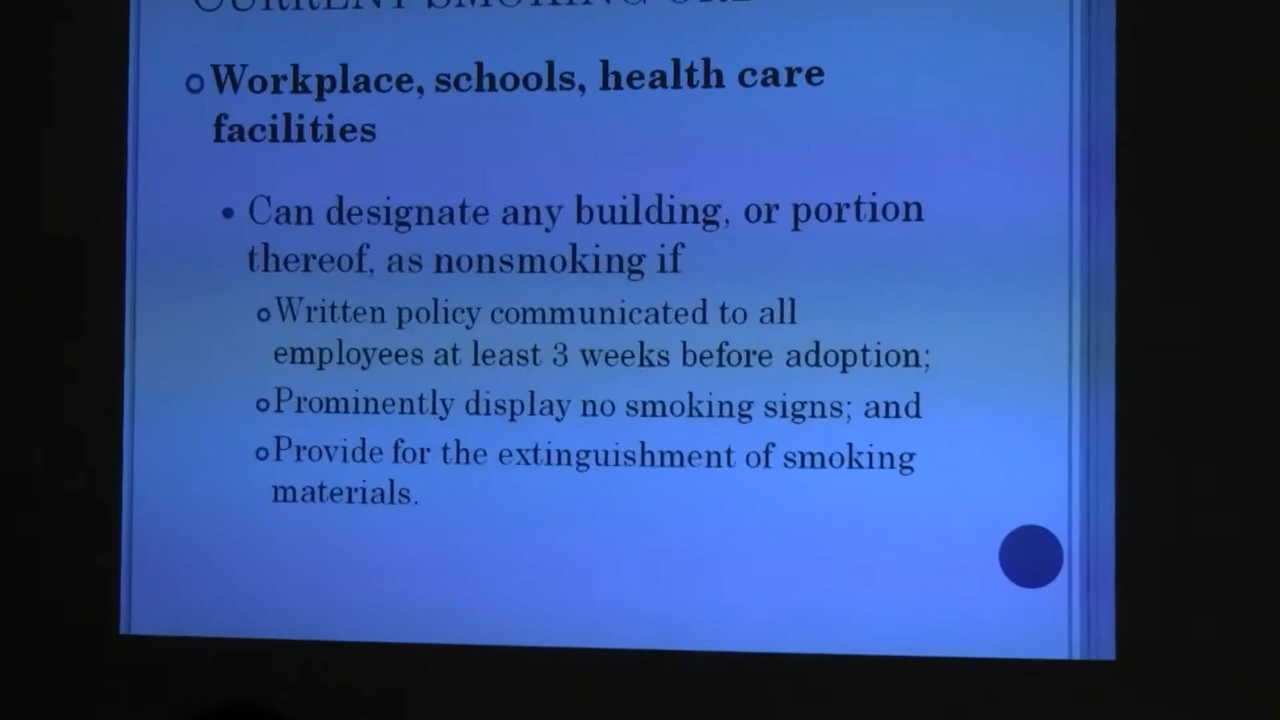 CURRENT SMOKING
Workplace, schools, health care
facilities
Can designate any building, or portion
thereof, as nonsmoking if
Written policy communicated to all
employees at least 3 weeks before adoption;
Prominently display no smoking signs; and
Provide for the extinguishment of smoking
materials.